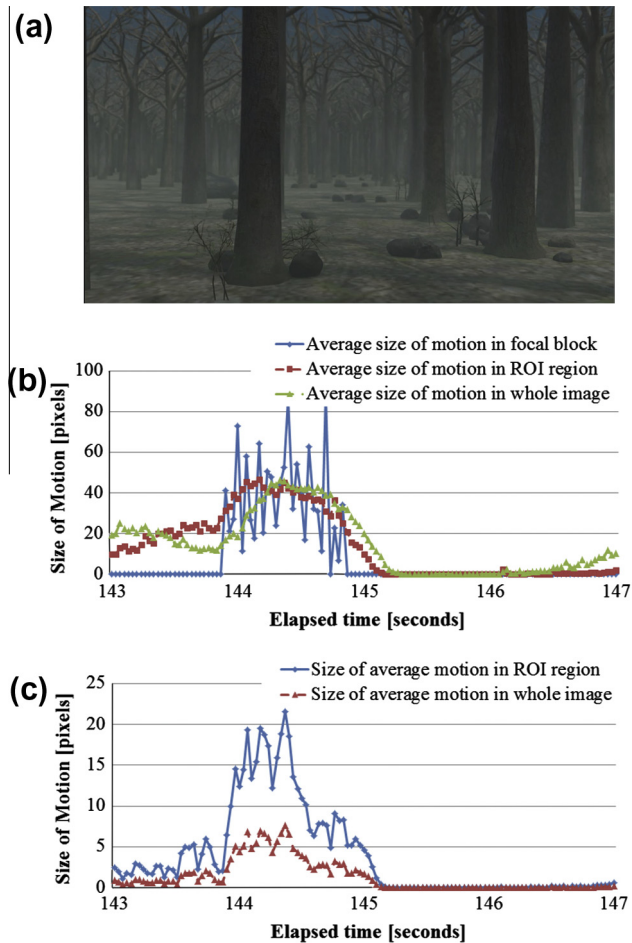 (a)
(b)
Average size of motion in focal block
Average size of motion in ROI region
Average size of motion in whole image
Size of Motion [pixels]
100
80
60
40
20
0
143
144
145
146
147
Elapsed time [seconds]
(c)
Size of average motion in ROI region
Size of average motion in whole image
Size of Motion [pixels]
25
20
15
10
5
0
143
144
145
146
147
Elapsed time [seconds]